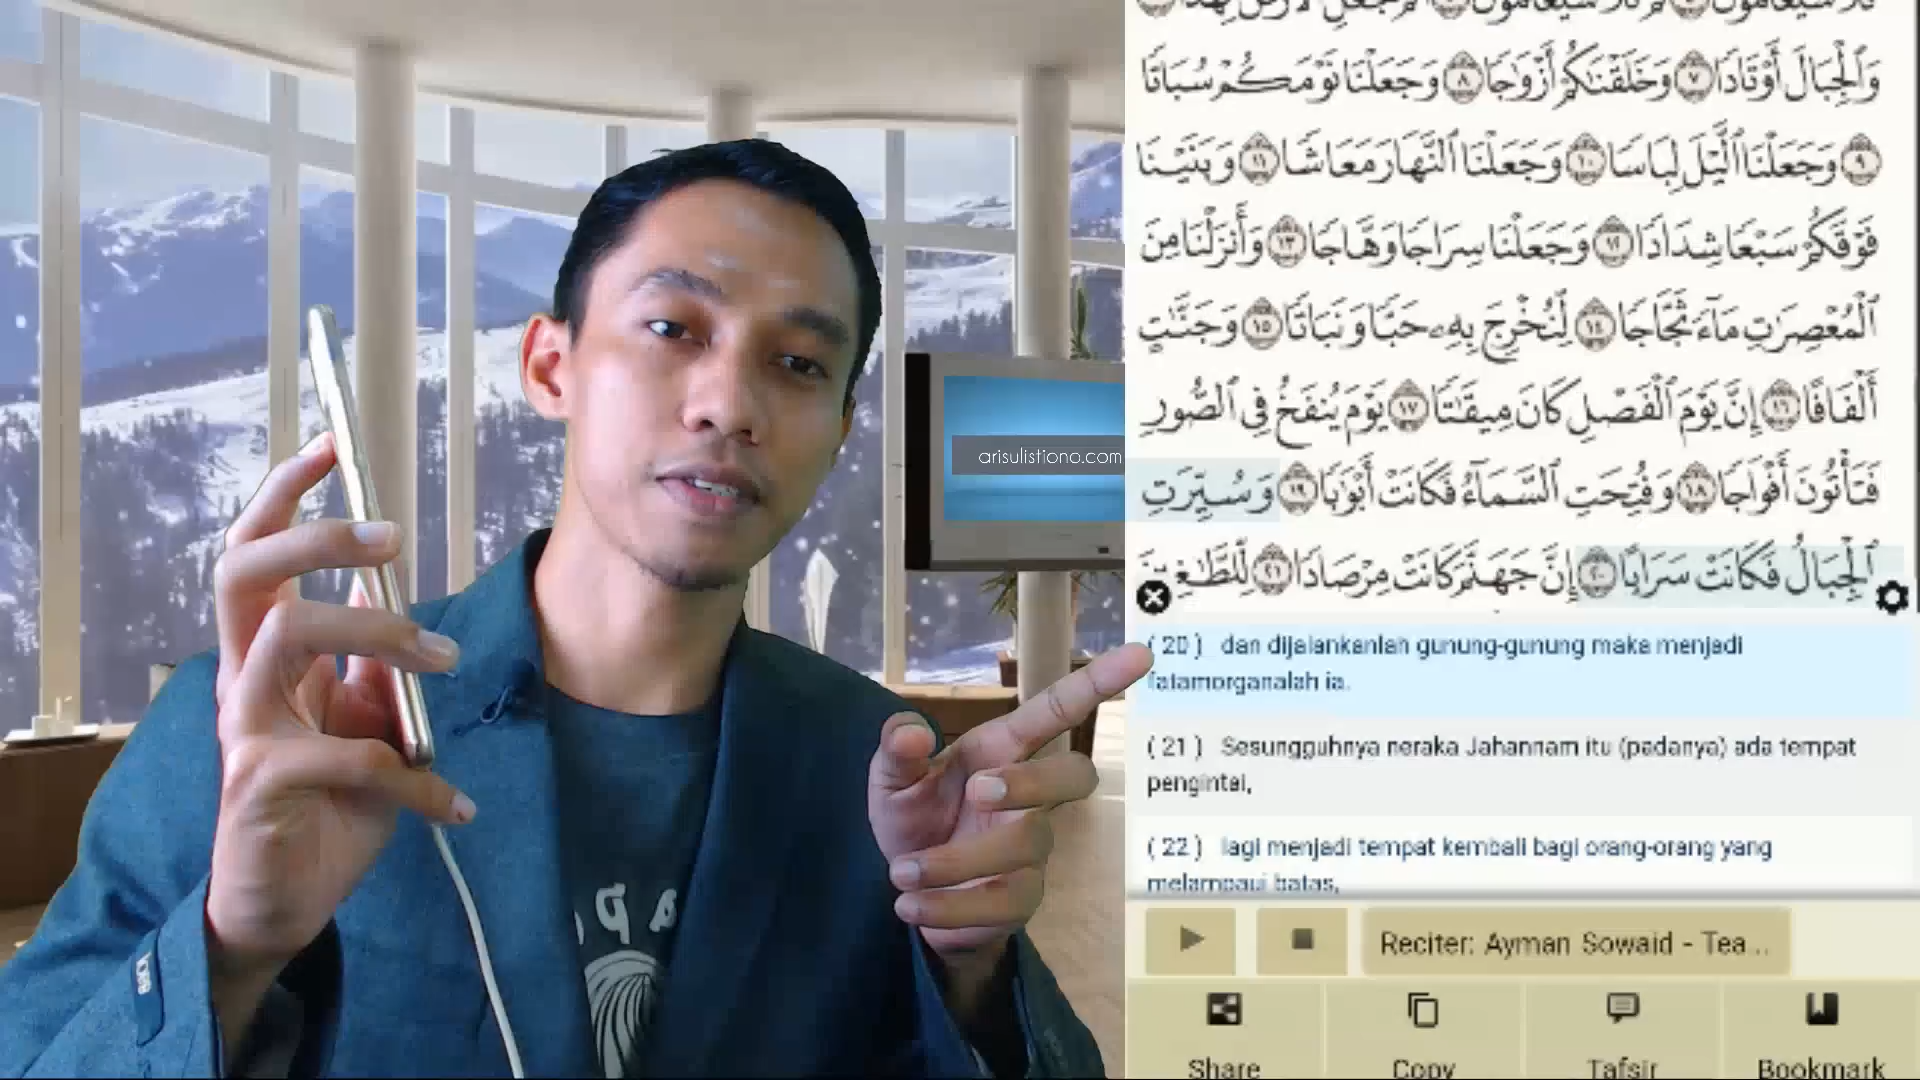 وَٱلْجِبَالَ أَوْتَادًا ٧ وَخَلَقْنَٰكُمْ أَزْوَٰجًا ٨ وَجَعَلْنَا نَوْمَكُمْ سُبَاتًا
٩ وَجَعَلْنَا ٱلَّيْلَ لِبَاسًا ١٠ وَجَعَلْنَا ٱلنَّهَارَ مَعَاشًا ١١ وَبَنَيْنَا
فَوْقَكُمْ سَبْعًا شِدَادًا ١٢ وَجَعَلْنَا سِرَاجًا وَهَّاجًا ١٣ وَأَنزَلْنَا مِنَ
ٱلْمُعْصِرَٰتِ مَآءً ثَجَّاجًا ١٤ لِّنُخْرِجَ بِهِۦ حَبًّا وَنَبَاتًا ١٥ وَجَنَّٰتٍ
أَلْفَافًا ١٦ إِنَّ يَوْمَ ٱلْفَصْلِ كَانَ مِيقَٰتًا ١٧ يَوْمَ يُنفَخُ فِى ٱلصُّورِ
فَتَأْتُونَ أَفْوَاجًا ١٨ وَفُتِحَتِ ٱلسَّمَآءُ فَكَانَتْ أَبْوَٰبًا ١٩ وَسُيِّرَتِ
ٱلْجِبَالُ فَكَانَتْ سَرَابًا ٢٠ إِنَّ جَهَنَّمَ كَانَتْ مِرْصَادًا ٢١ لِّلطَّٰغِينَ
( 20 ) dan dijalankanlah gunung-gunung maka menjadi
fatamorganalah ia.
( 21 ) Sesungguhnya neraka Jahannam itu (padanya) ada tempat
pengintai,
( 22 ) lagi menjadi tempat kembali bagi orang-orang yang
melampaui batas,
Reciter: Ayman Sowaid - Tea ..
Share Copy Tafsir Bookmark
arisulistiono.com